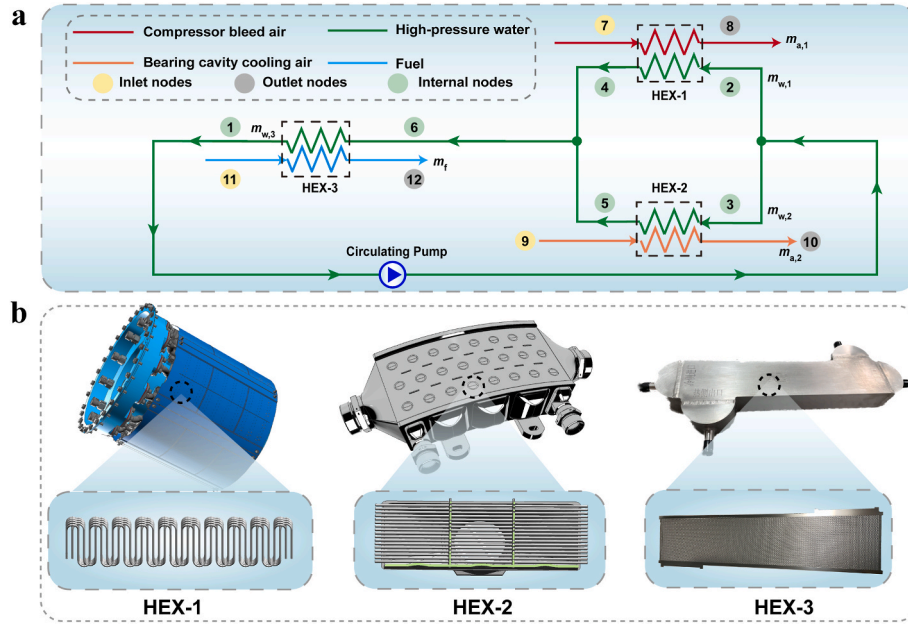 a
Compressor bleed air
High-pressure water
Bearing cavity cooling air
Fuel
Inlet nodes
Outlet nodes
Internal nodes
7
8
ma,1
HEX-1
4
2
mw,1
1
mw,3
6
11
HEX-3
12
mf
HEX-2
5
3
mw,2
9
10
ma,2
Circulating Pump
b
HEX-1
HEX-2
HEX-3